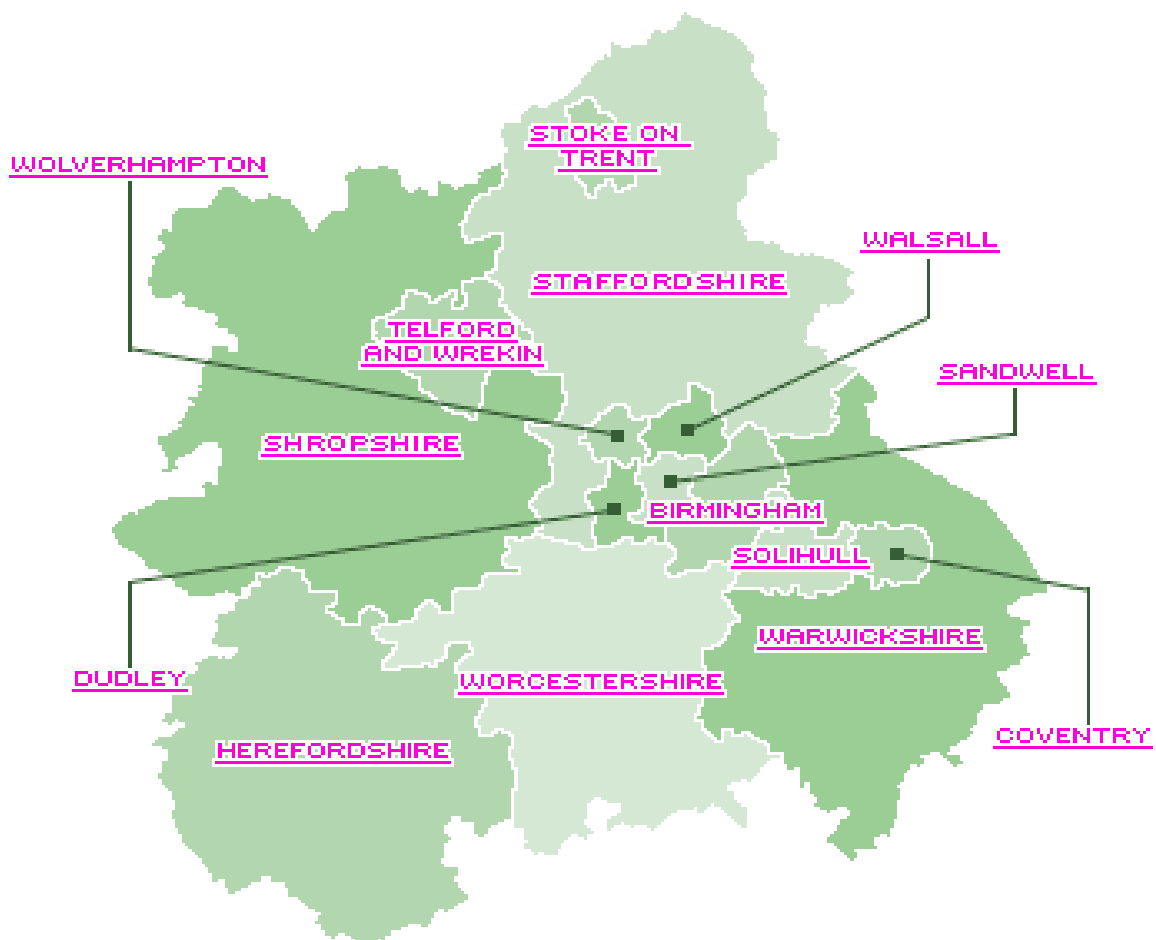 STOKE ON
TRENT
WOLVERHAMPTON
WALSALL
STAFFORDSHIRE
TELFORD
AND WREKIN
SANDWELL
SHROPSHIRE
BIRMINGHAM
SOLIHULL
WARWICKSHIRE
DUDLEY
WORCESTERSHIRE
COVENTRY
HEREFORDSHIRE